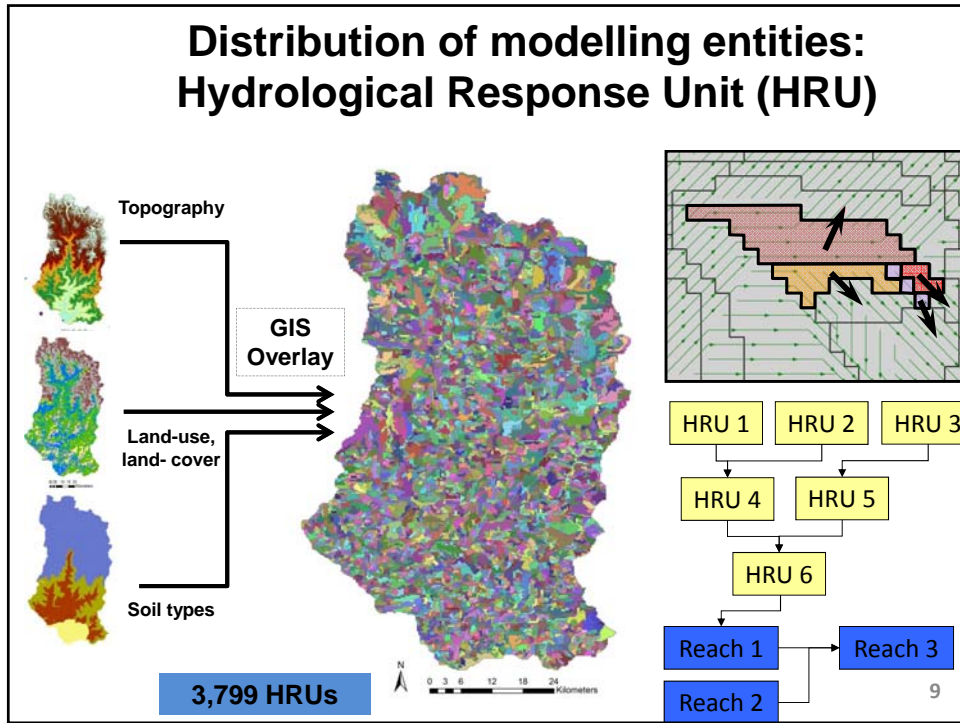 Distribution of modelling entities:
Hydrological Response Unit (HRU)
Topography
GIS
Overlay
Land-use,
land- cover
Soil types
3,799 HRUs
N
0 3 6 12 18 24
Kilometers
HRU 1
HRU 2
HRU 3
HRU 4
HRU 5
HRU 6
Reach 1
Reach 3
Reach 2
9